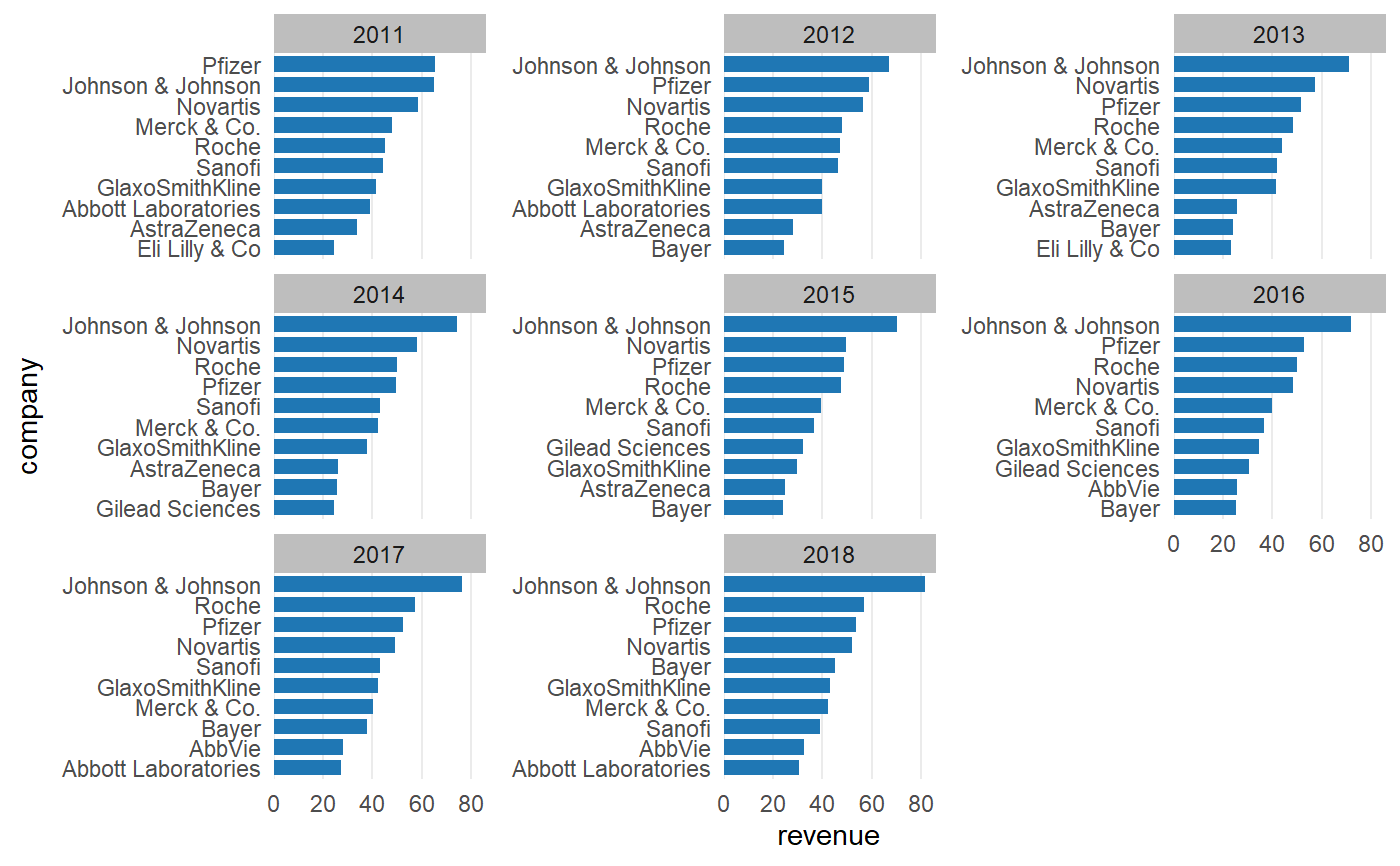 2011
Pfizer
Johnson & Johnson
Novartis
Merck & Co.
Roche
Sanofi
GlaxoSmithKline
Abbott Laboratories
AstraZeneca
Eli Lilly & Co
2012
Johnson & Johnson
Pfizer
Novartis
Roche
Merck & Co.
Sanofi
GlaxoSmithKline
Abbott Laboratories
AstraZeneca
Bayer
2013
Johnson & Johnson
Novartis
Pfizer
Roche
Merck & Co.
Sanofi
GlaxoSmithKline
AstraZeneca
Bayer
Eli Lilly & Co
company
2014
Johnson & Johnson
Novartis
Roche
Pfizer
Sanofi
Merck & Co.
GlaxoSmithKline
AstraZeneca
Bayer
Gilead Sciences
2015
Johnson & Johnson
Novartis
Pfizer
Roche
Merck & Co.
Sanofi
Gilead Sciences
GlaxoSmithKline
AstraZeneca
Bayer
2016
Johnson & Johnson
Pfizer
Roche
Novartis
Merck & Co.
Sanofi
GlaxoSmithKline
Gilead Sciences
AbbVie
Bayer
0 20 40 60 80
2017
Johnson & Johnson
Roche
Pfizer
Novartis
Sanofi
GlaxoSmithKline
Merck & Co.
Bayer
AbbVie
Abbott Laboratories
0 20 40 60 80
2018
Johnson & Johnson
Roche
Pfizer
Novartis
Bayer
GlaxoSmithKline
Merck & Co.
Sanofi
AbbVie
Abbott Laboratories
0 20 40 60 80
revenue